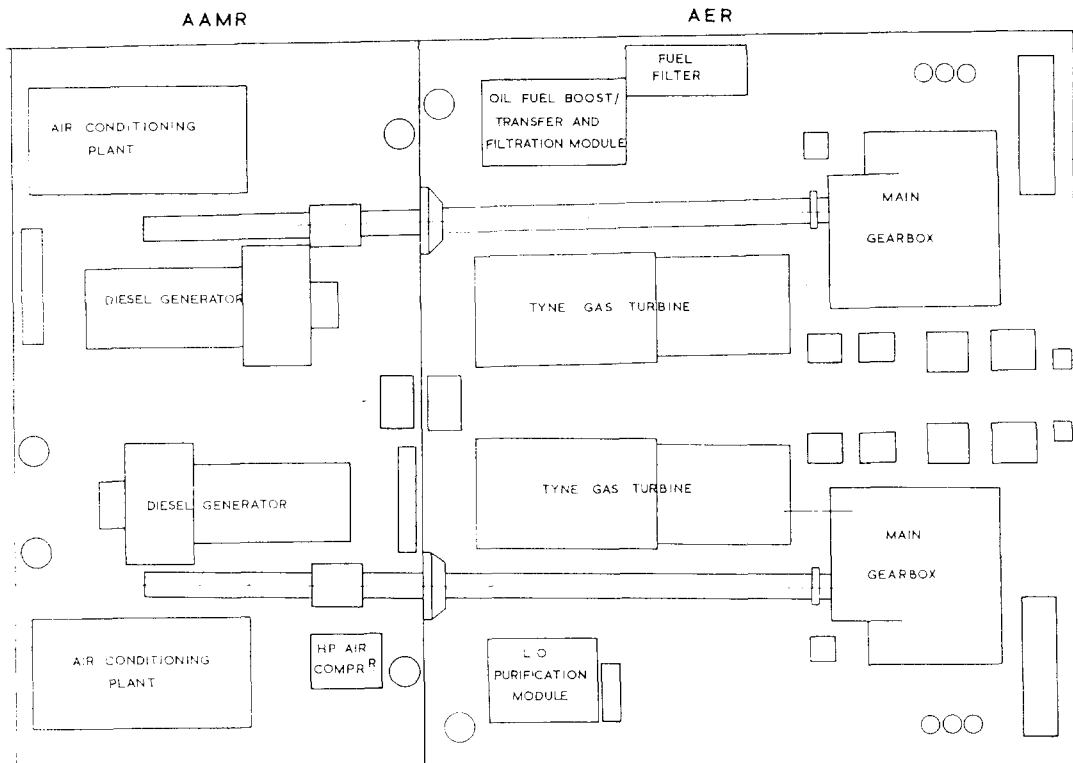 AAMR
AER
AIR CONDITIONING
PLANT
OIL FUEL BOOST/
TRANSFER AND
FILTRATION MODULE
FUEL
FILTER
MAIN
GEARBOX
DIESEL GENERATOR
TYNE GAS TURBINE
DIESEL GENERATOR
TYNE GAS TURBINE
MAIN
GEARBOX
AIR CONDITIONING
PLANT
HP AIR
COMPRR
L O
PURIFICATION
MODULE